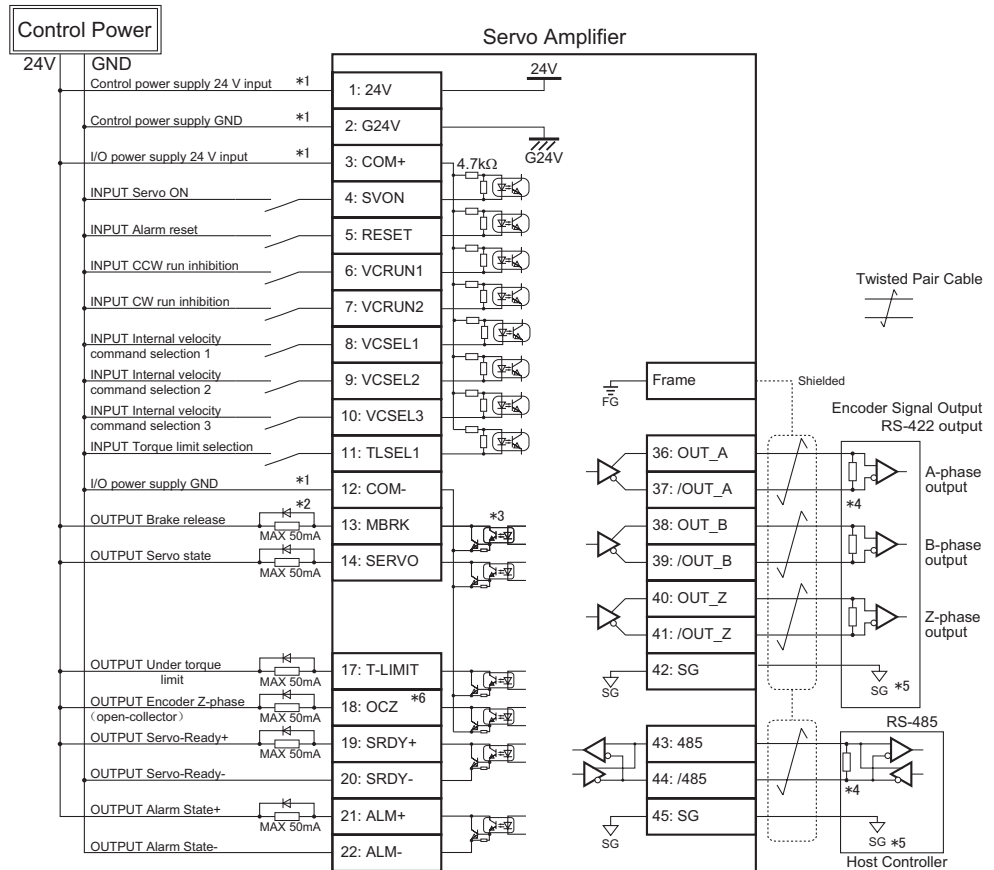 Control Power
Servo Amplifier
24V
GND
24V
Control power supply 24 V input *1
1: 24V
Control power supply GND *1
2: G24V
G24V
I/O power supply 24 V input *1
3: COM+
4.7kΩ
INPUT Servo ON
4: SVON
INPUT Alarm reset
5: RESET
INPUT CCW run inhibition
6: VCRUN1
INPUT CW run inhibition
7: VCRUN2
INPUT Internal velocity
command selection 1
8: VCSEL1
INPUT Internal velocity
command selection 2
9: VCSEL2
INPUT Internal velocity
command selection 3
10: VCSEL3
INPUT Torque limit selection
11: TLSEL1
I/O power supply GND *1
12: COM-
OUTPUT Brake release
*2
MAX 50mA
13: MBRK
*3
OUTPUT Servo state
MAX 50mA
14: SERVO
OUTPUT Under torque
limit
MAX 50mA
17: T-LIMIT
OUTPUT Encoder Z-phase
（open-collector）
MAX 50mA
18: OCZ *6
OUTPUT Servo-Ready+
MAX 50mA
19: SRDY+
OUTPUT Servo-Ready-
20: SRDY-
OUTPUT Alarm State+
MAX 50mA
21: ALM+
OUTPUT Alarm State-
22: ALM-
Twisted Pair Cable
Frame
FG
Shielded
Encoder Signal Output
RS-422 output
36: OUT_A
37: /OUT_A
*4
A-phase
output
38: OUT_B
39: /OUT_B
B-phase
output
40: OUT_Z
41: /OUT_Z
Z-phase
output
42: SG
SG
SG *5
RS-485
43: 485
44: /485
*4
45: SG
SG
SG *5
Host Controller